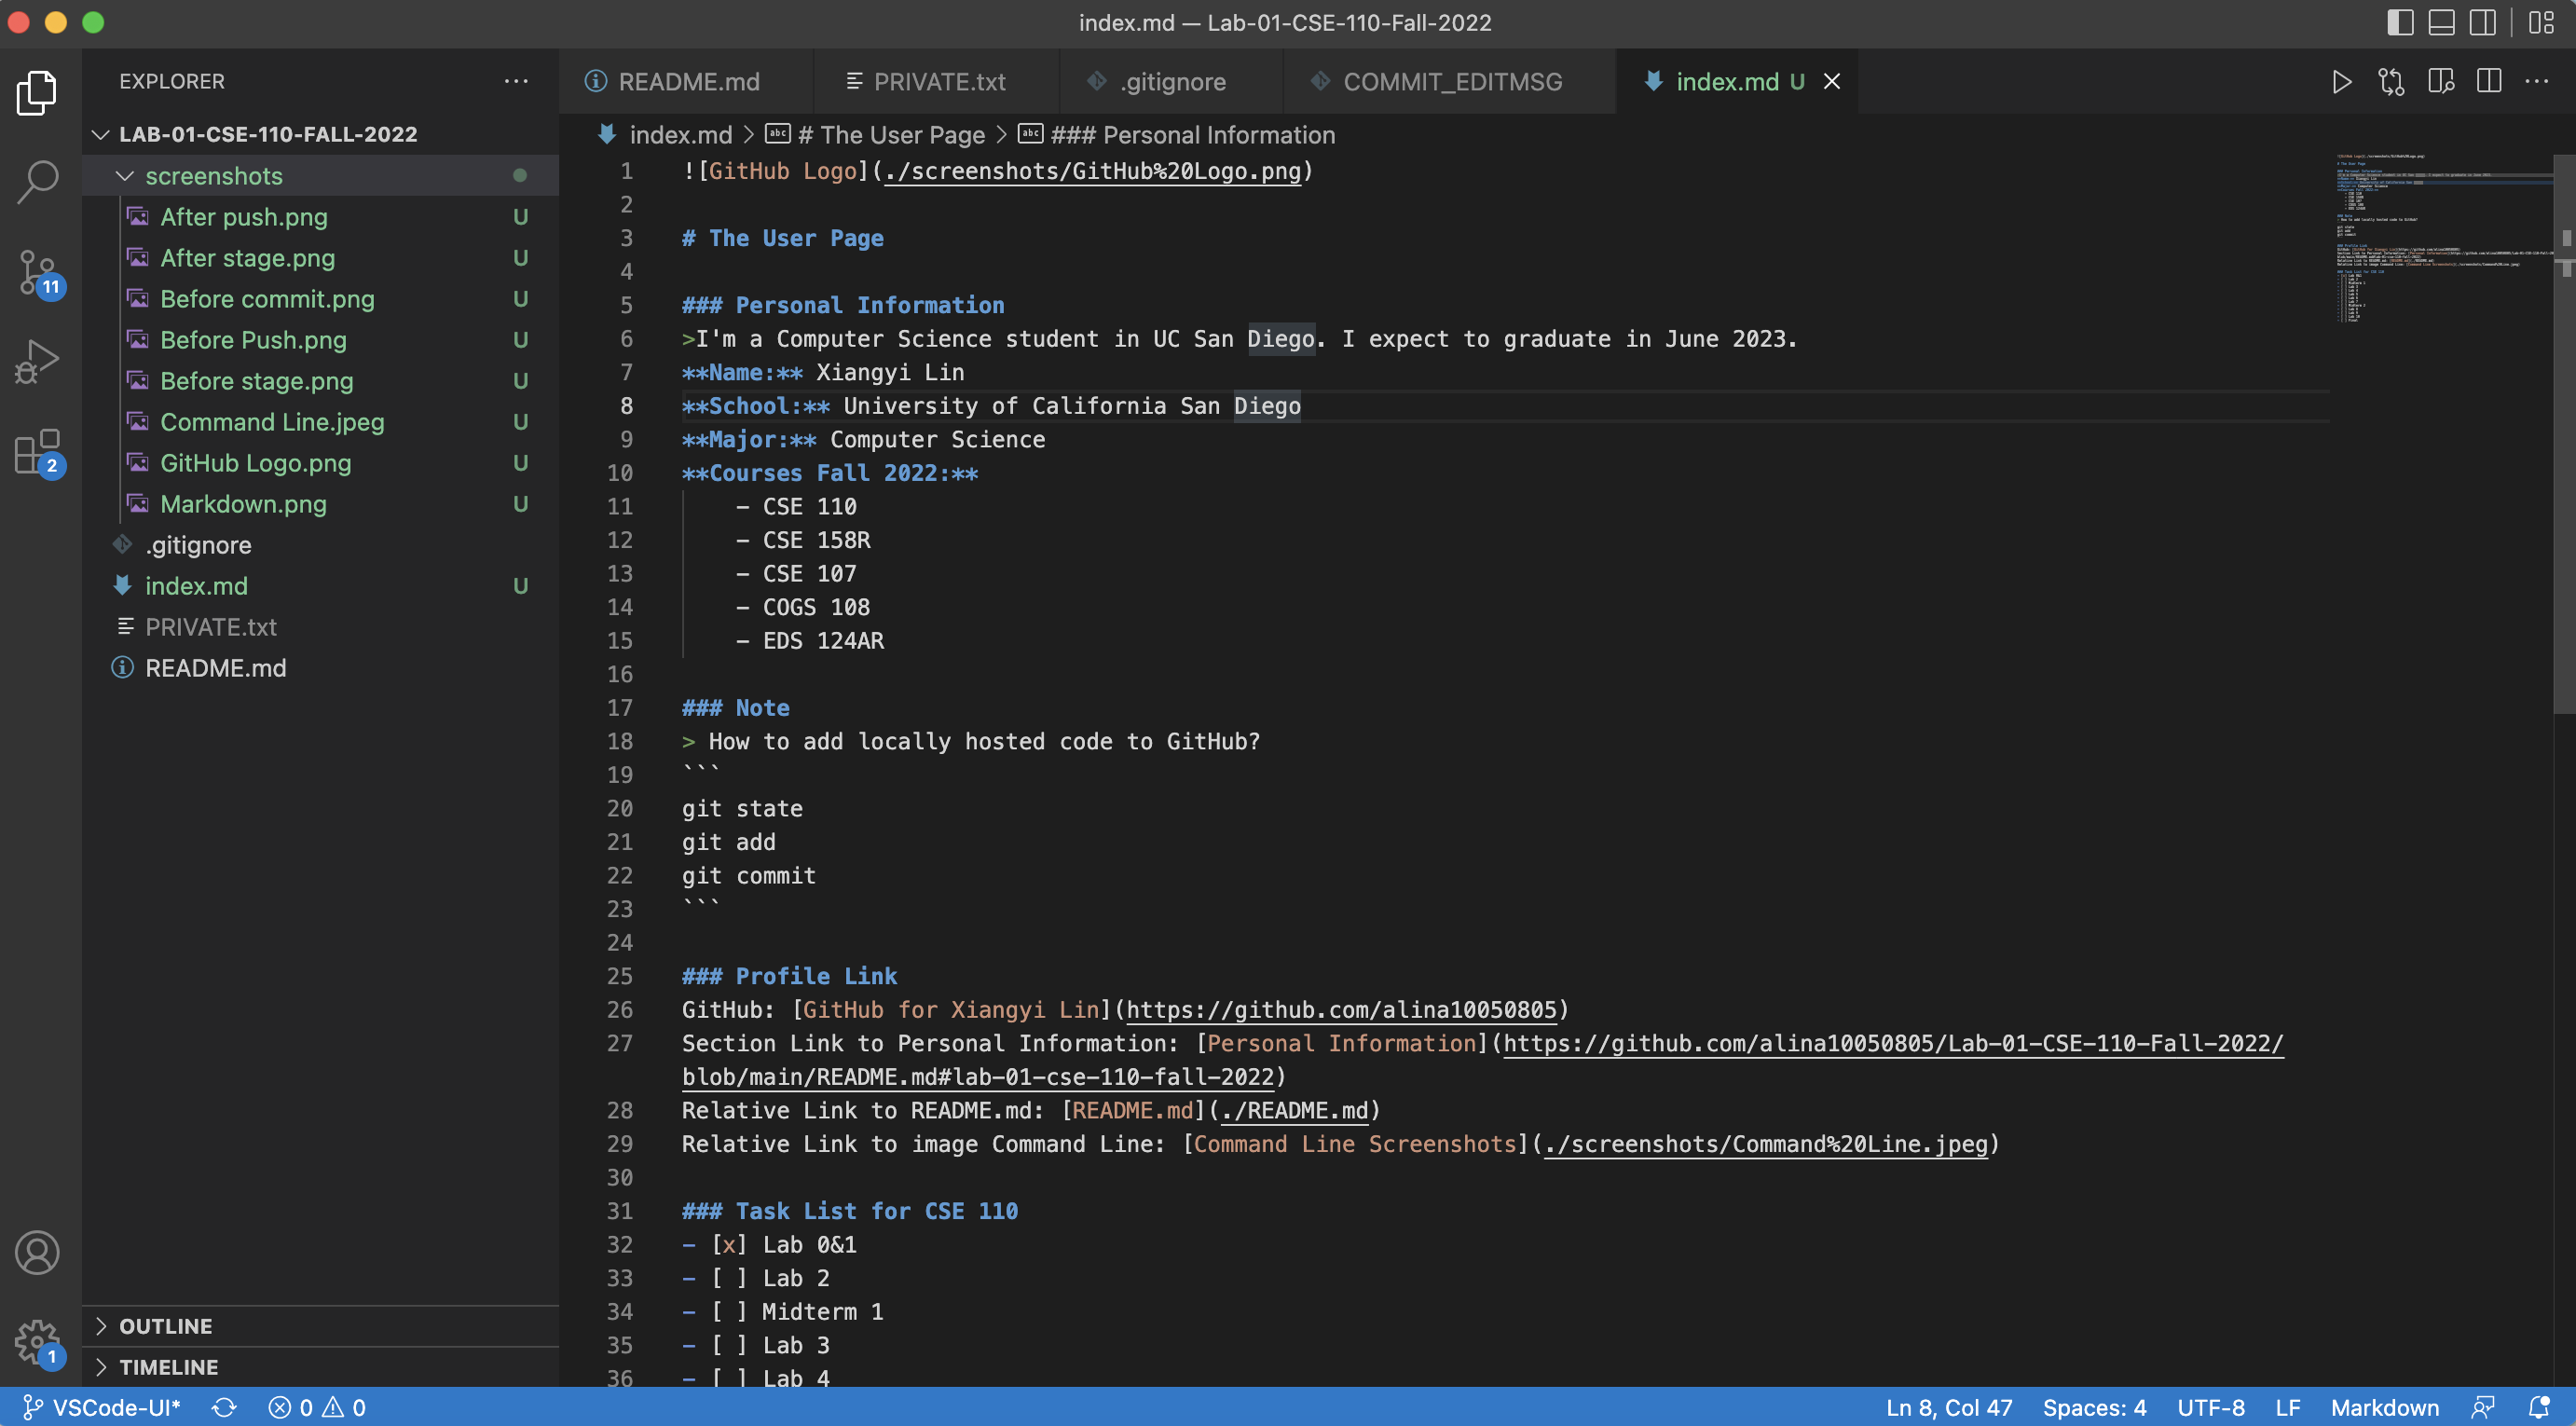 index.md — Lab-01-CSE-110-Fall-2022
EXPLORER
LAB-01-CSE-110-FALL-2022
screenshots
After push.png U
After stage.png U
Before commit.png U
Before Push.png U
Before stage.png U
Command Line.jpeg U
GitHub Logo.png U
Markdown.png U
.gitignore
index.md U
PRIVATE.txt
README.md
OUTLINE
TIMELINE
11
2
1
README.md PRIVATE.txt .gitignore COMMIT_EDITMSG index.md U
index.md > # The User Page > ### Personal Information
1 ![GitHub Logo](./screenshots/GitHub%20Logo.png)
2
3 # The User Page
4
5 ### Personal Information
6 >I'm a Computer Science student in UC San Diego. I expect to graduate in June 2023.
7 **Name:** Xiangyi Lin
8 **School:** University of California San Diego
9 **Major:** Computer Science
10 **Courses Fall 2022:**
11 - CSE 110
12 - CSE 158R
13 - CSE 107
14 - COGS 108
15 - EDS 124AR
16
17 ### Note
18 > How to add locally hosted code to GitHub?
19 ```
20 git state
21 git add
22 git commit
23 ```
24
25 ### Profile Link
26 GitHub: [GitHub for Xiangyi Lin](https://github.com/alina10050805)
27 Section Link to Personal Information: [Personal Information](https://github.com/alina10050805/Lab-01-CSE-110-Fall-2022/
blob/main/README.md#lab-01-cse-110-fall-2022)
28 Relative Link to README.md: [README.md](./README.md)
29 Relative Link to image Command Line: [Command Line Screenshots](./screenshots/Command%20Line.jpeg)
30
31 ### Task List for CSE 110
32 - [x] Lab 0&1
33 - [ ] Lab 2
34 - [ ] Midterm 1
35 - [ ] Lab 3
36 - [ ] Lab 4
VSCode-UI* 0 0 Ln 8, Col 47 Spaces: 4 UTF-8 LF Markdown